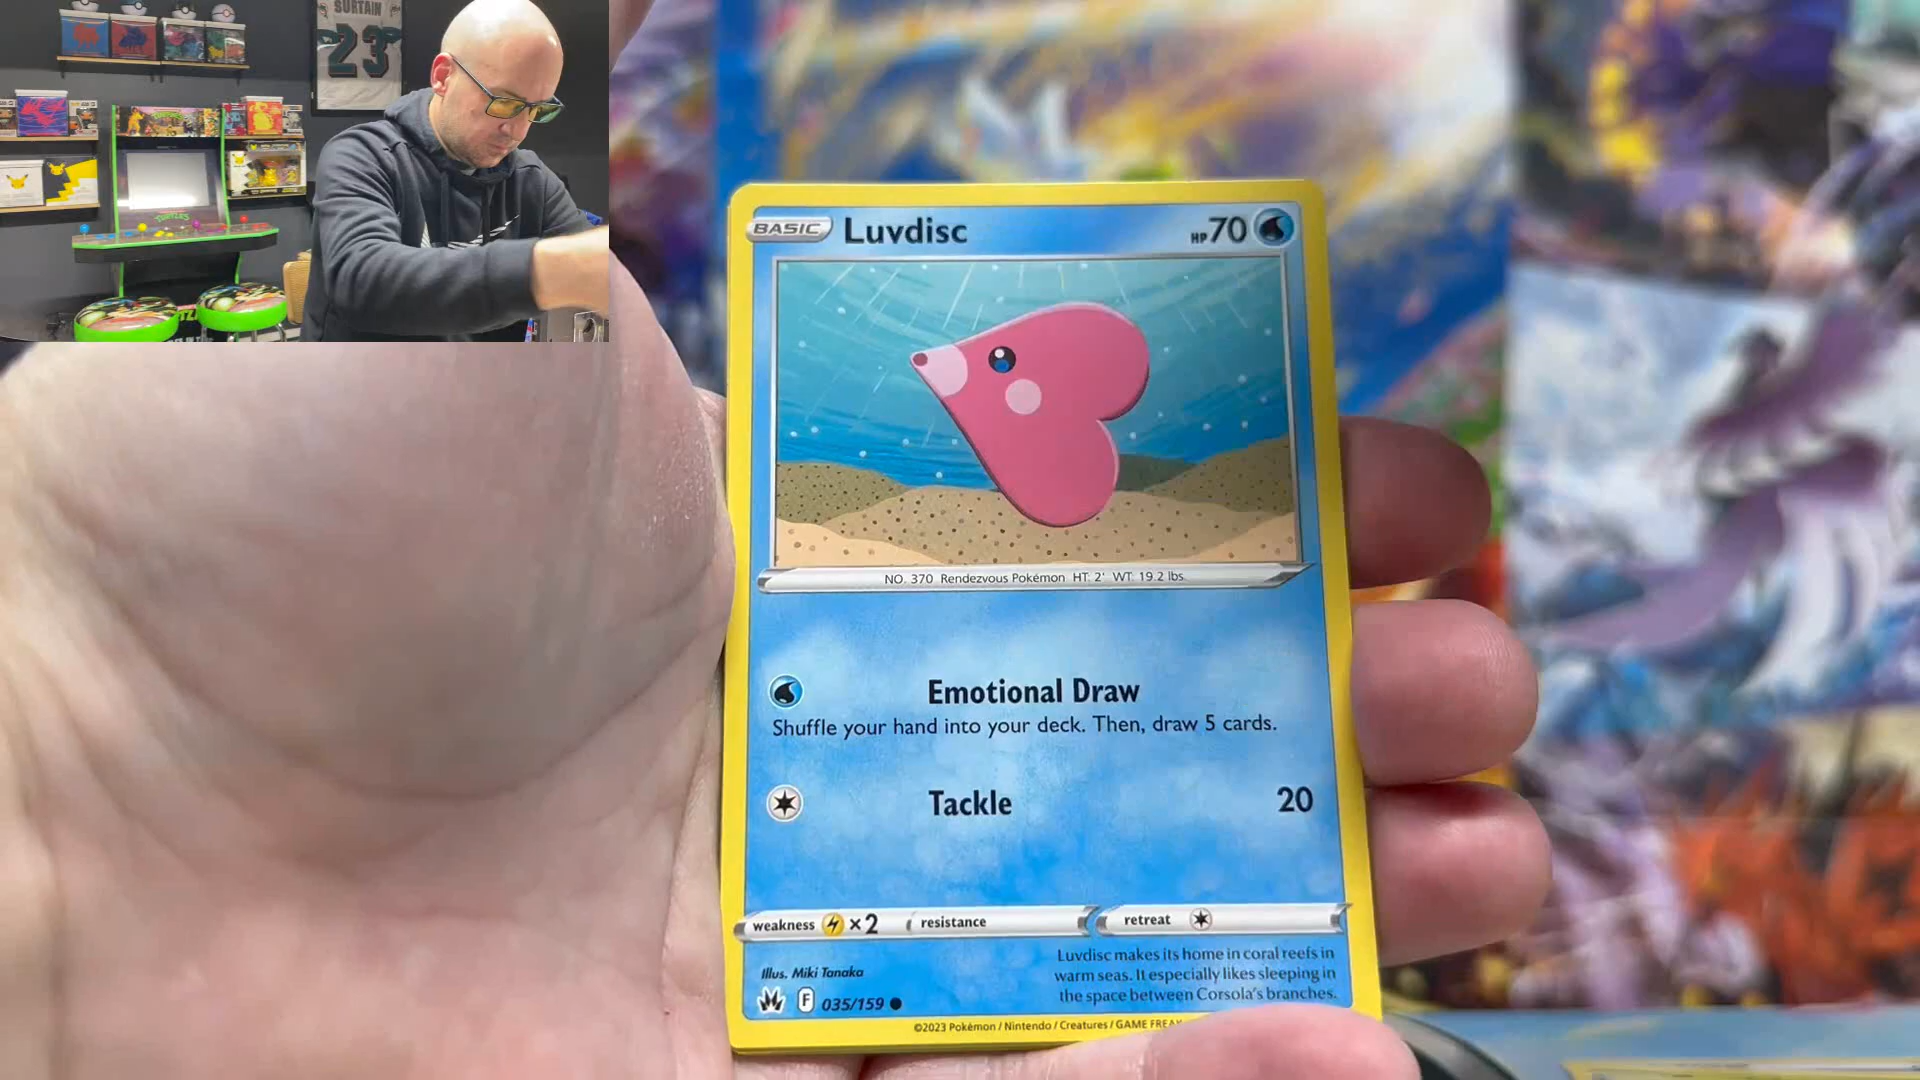 SURTAIN
23
TURTLES
BASIC Luvdisc HP 70
NO. 370 Rendezvous Pokémon HT: 2' WT: 19.2 lbs.
Emotional Draw
Shuffle your hand into your deck. Then, draw 5 cards.
Tackle 20
weakness ×2 resistance retreat
Illus. Miki Tanaka
F 035/159
Luvdisc makes its home in coral reefs in
warm seas. It especially likes sleeping in
the space between Corsola's branches.
©2023 Pokémon / Nintendo / Creatures / GAME FREAK